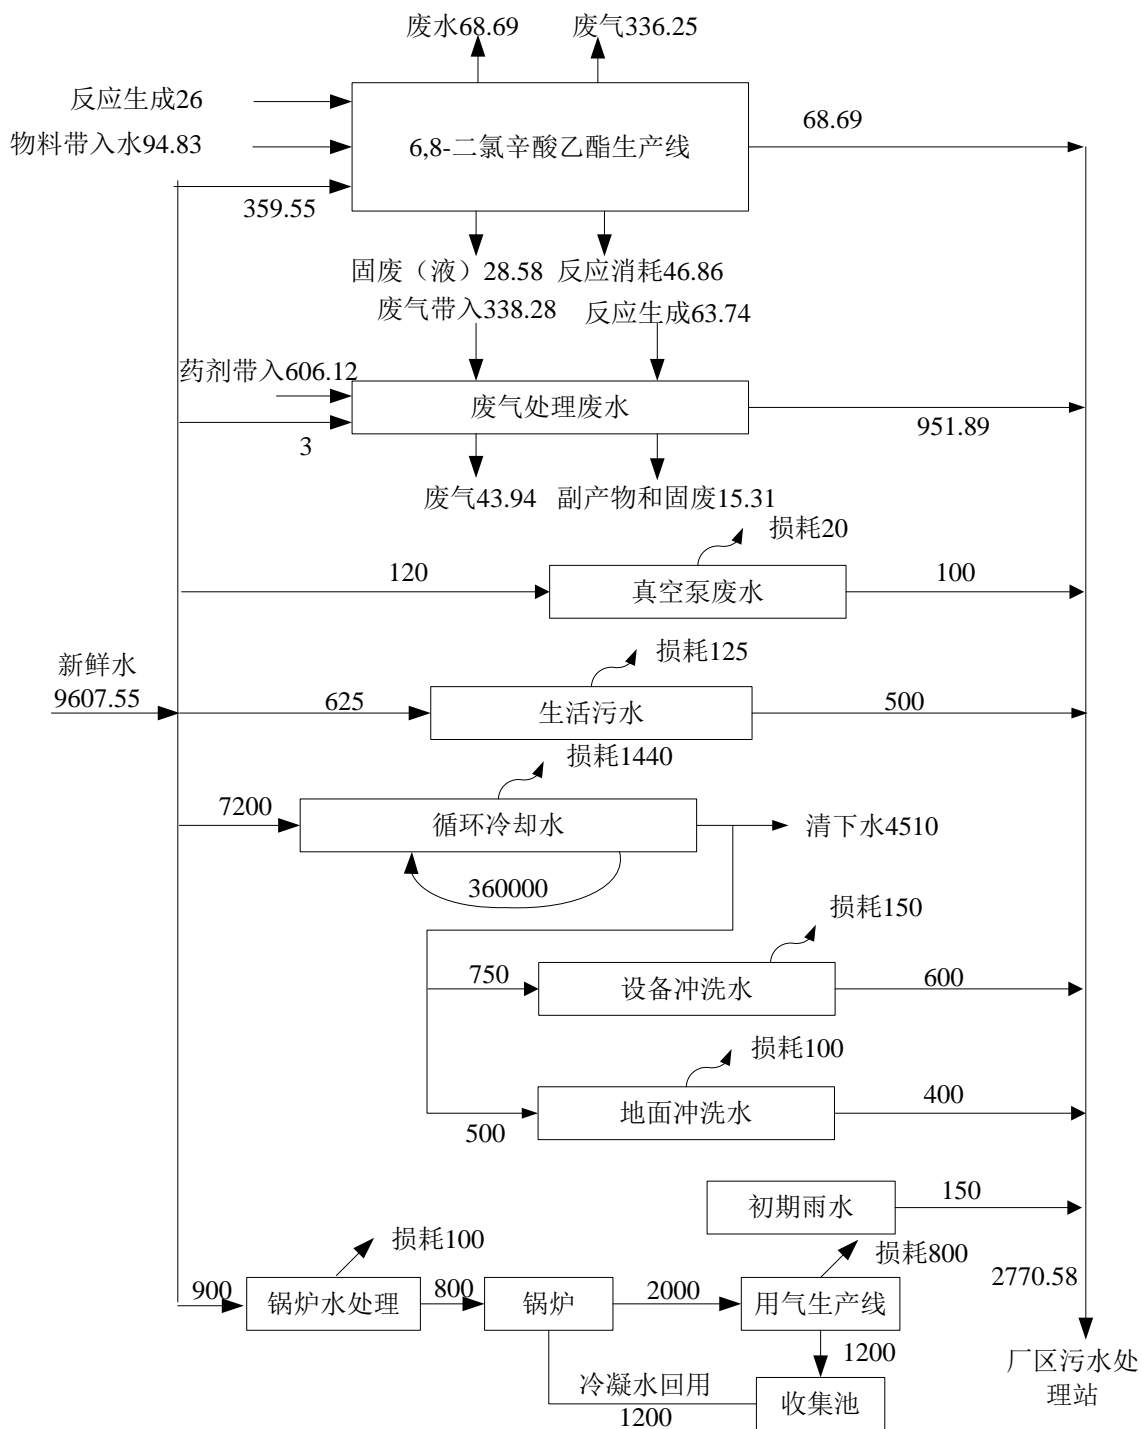 废水68.69 废气336.25
反应生成26
物料带入水94.83
6,8-二氯辛酸乙酯生产线
68.69
359.55
固废（液）28.58 反应消耗46.86
废气带入338.28 反应生成63.74
药剂带入606.12
废气处理废水
951.89
3
废气43.94 副产物和固废15.31
损耗20
120
真空泵废水
100
损耗125
新鲜水
9607.55
625
生活污水
500
损耗1440
7200
循环冷却水
清下水4510
360000
损耗150
750
设备冲洗水
600
损耗100
地面冲洗水
400
500
初期雨水
150
损耗100
损耗800
2770.58
900
锅炉水处理
800
锅炉
2000
用气生产线
1200
厂区污水处
理站
冷凝水回用
1200
收集池